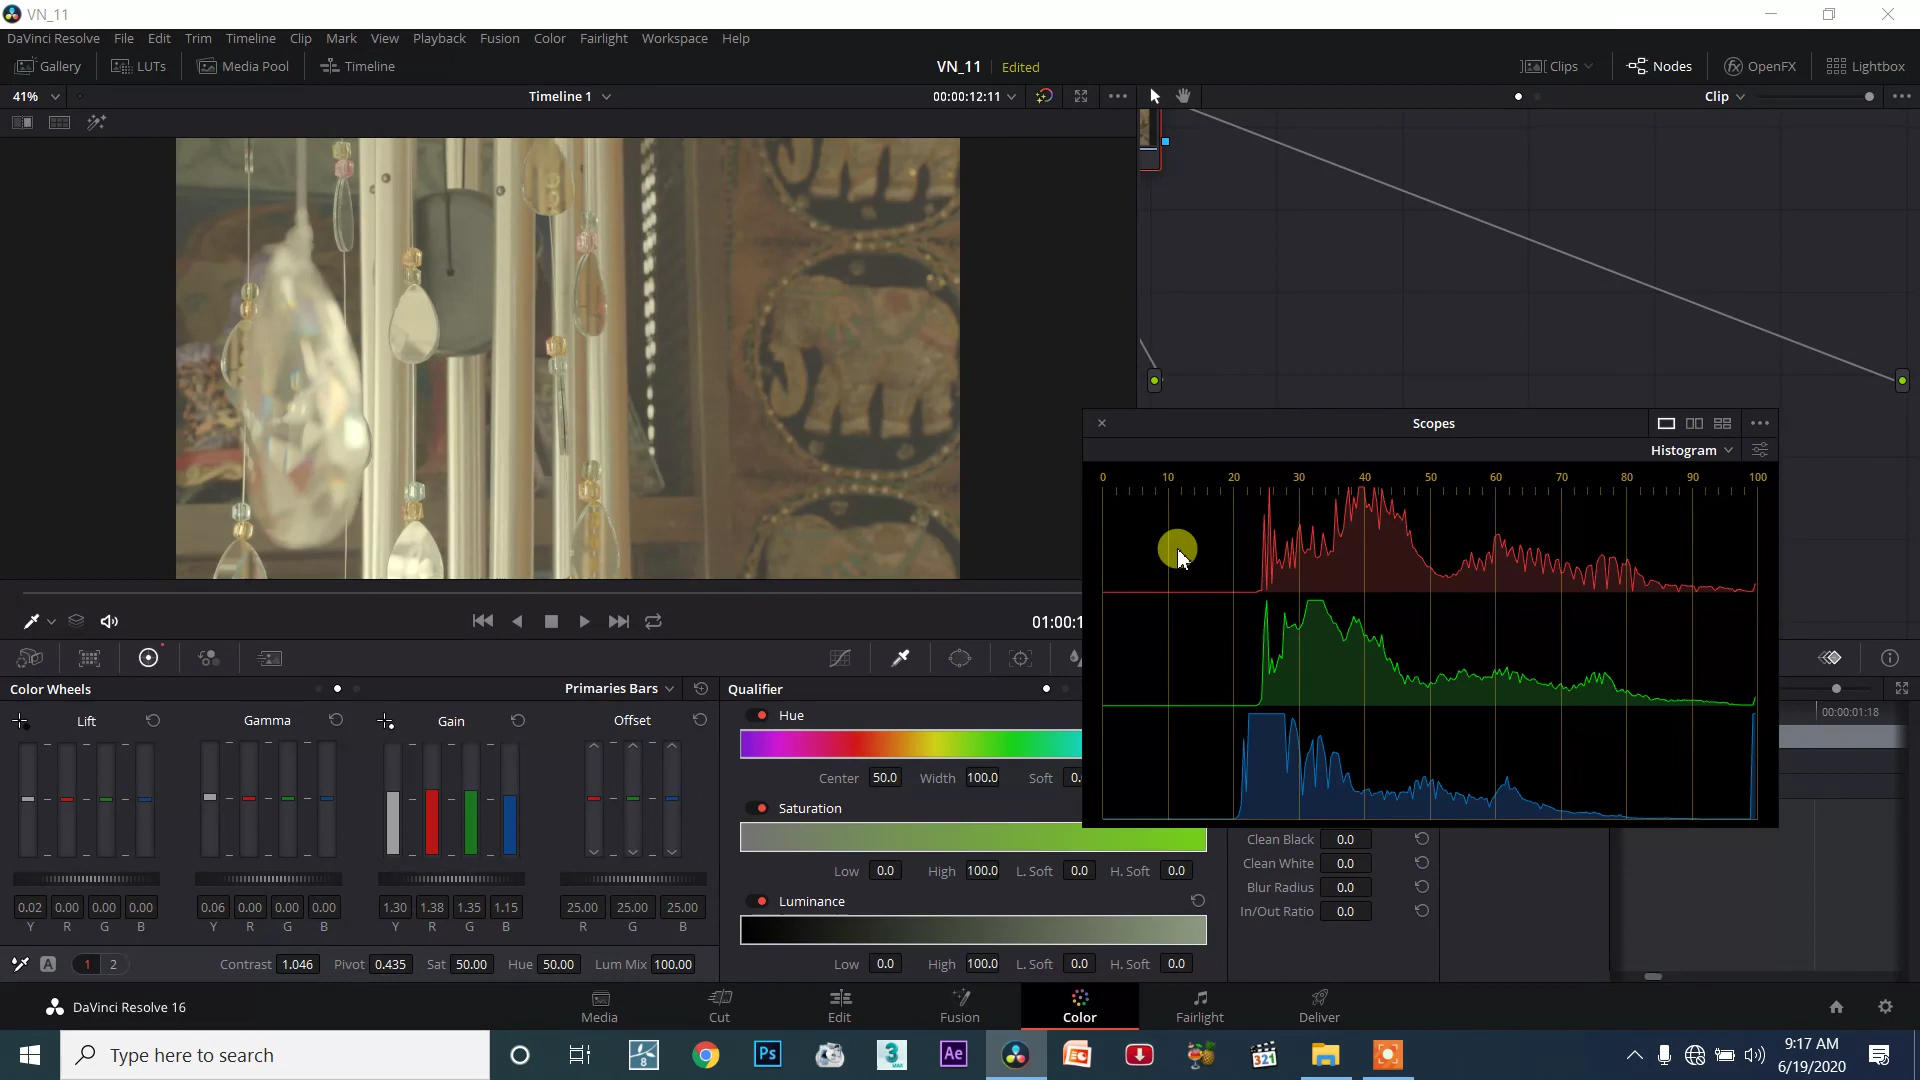 VN_11
DaVinci Resolve File Edit Trim Timeline Clip Mark View Playback Fusion Color Fairlight Workspace Help
Gallery LUTs Media Pool Timeline VN_11 Edited Clips Nodes OpenFX Lightbox
41% Timeline 1 00:00:12:11 Clip
Scopes
Histogram
0 10 20 30 40 50 60 70 80 90 100
01:00:1
Color Wheels Primaries Bars Qualifier
00:00:01:18
Lift Gamma Gain Offset Hue
Center 50.0 Width 100.0 Soft 0.
Saturation
Clean Black 0.0
Clean White 0.0
Low 0.0 High 100.0 L. Soft 0.0 H. Soft 0.0
Blur Radius 0.0
Luminance
In/Out Ratio 0.0
0.02 0.00 0.00 0.00 0.06 0.00 0.00 0.00 1.30 1.38 1.35 1.15 25.00 25.00 25.00
Y R G B Y R G B Y R G B R G B
A 1 2 Contrast 1.046 Pivot 0.435 Sat 50.00 Hue 50.00 Lum Mix 100.00 Low 0.0 High 100.0 L. Soft 0.0 H. Soft 0.0
DaVinci Resolve 16 Media Cut Edit Fusion Color Fairlight Deliver
Type here to search 8 Ps 3 MAX Ae 321 9:17 AM
6/19/2020